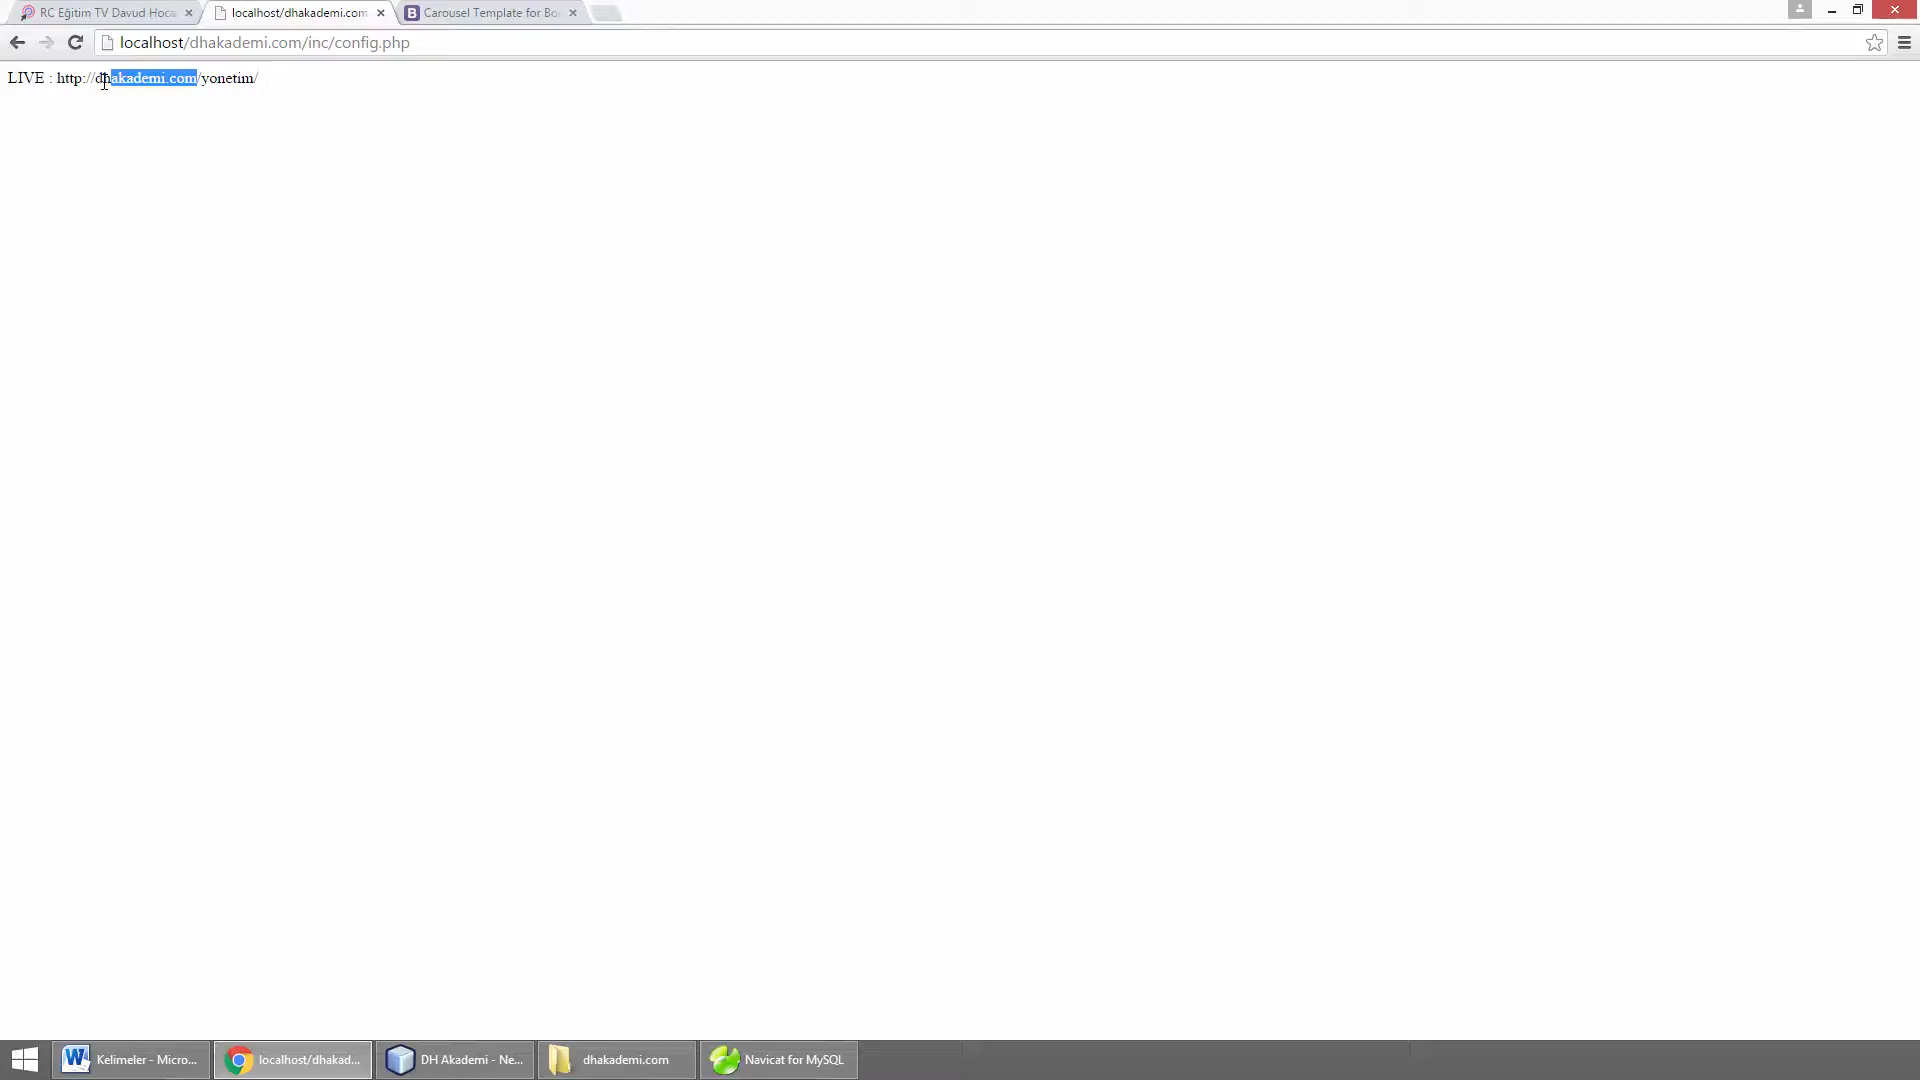 RC Eğitim TV Davud Hoca
localhost/dhakademi.com
Carousel Template for Bo
localhost/dhakademi.com/inc/config.php
LIVE : http://dhakademi.com/yonetim/
Kelimeler - Micro...
localhost/dhakad...
DH Akademi - Ne...
dhakademi.com
Navicat for MySQL